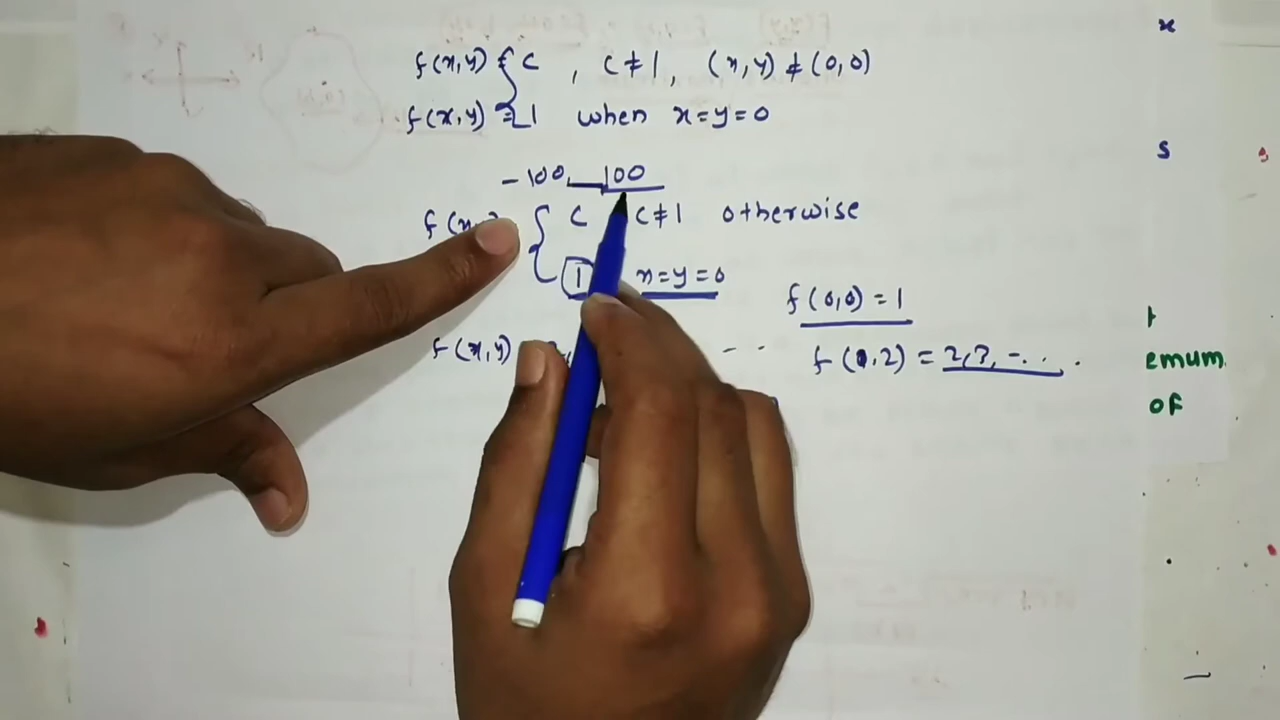 f(x,y) = { c , c ≠ 1, (x,y) ≠ (0,0)
f(x,y) = 1 when x=y=0
-100, 100
{ c c ≠ 1 otherwise
1 x=y=0
f(0,0) = 1
f(x,y) -- f(0,2) = 2,3, -...
x
s
emum.
of